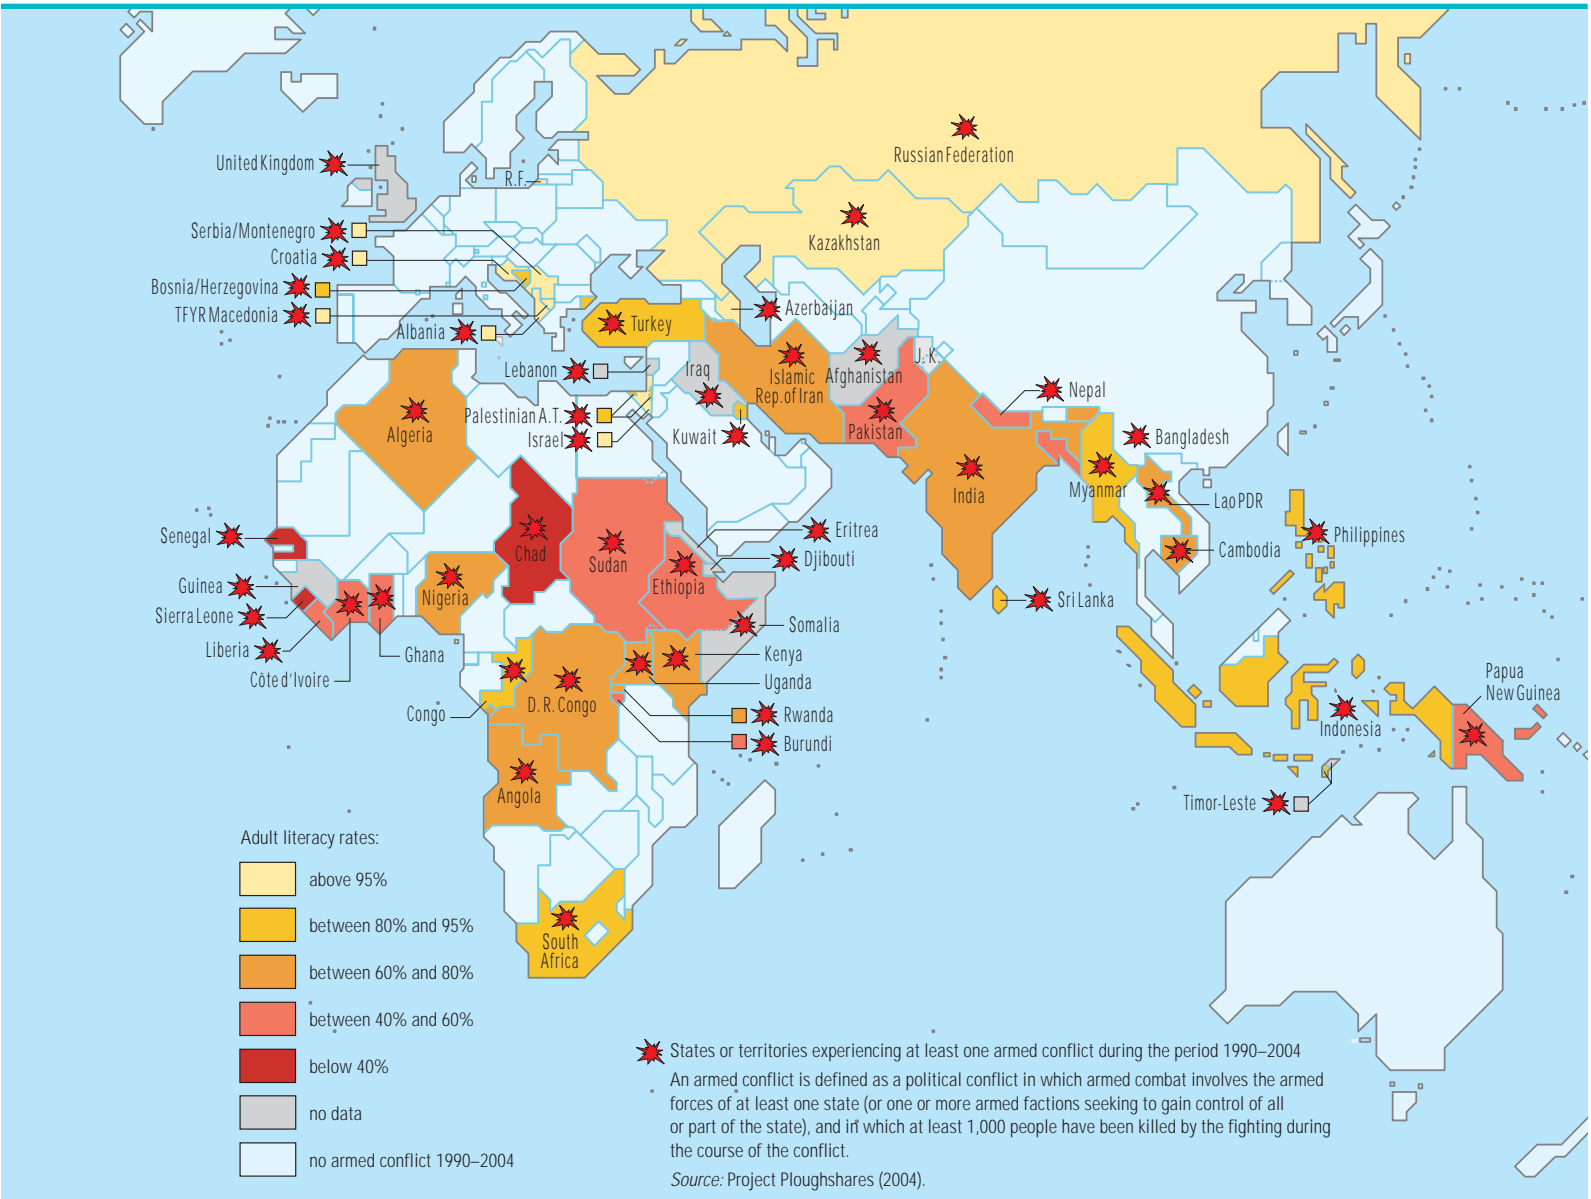 Russian Federation
United Kingdom
R.F.
Serbia/Montenegro
Kazakhstan
Croatia
Bosnia/Herzegovina
TFYR Macedonia
Azerbaijan
Albania
Turkey
Lebanon
Iraq
Islamic
Rep. of Iran
Afghanistan
J. K.
Nepal
Palestinian A.T.
Israel
Algeria
Kuwait
Pakistan
Bangladesh
India
Myanmar
Lao PDR
Senegal
Chad
Sudan
Eritrea
Djibouti
Philippines
Cambodia
Guinea
Nigeria
Ethiopia
Sierra Leone
Sri Lanka
Somalia
Liberia
Ghana
Kenya
Côte d'Ivoire
Uganda
Papua
New Guinea
Congo
D. R. Congo
Rwanda
Burundi
Indonesia
Angola
Timor-Leste
South
Africa
Adult literacy rates:
above 95%
between 80% and 95%
between 60% and 80%
between 40% and 60%
below 40%
no data
no armed conflict 1990–2004
States or territories experiencing at least one armed conflict during the period 1990–2004
An armed conflict is defined as a political conflict in which armed combat involves the armed
forces of at least one state (or one or more armed factions seeking to gain control of all
or part of the state), and in which at least 1,000 people have been killed by the fighting during
the course of the conflict.
Source: Project Ploughshares (2004).